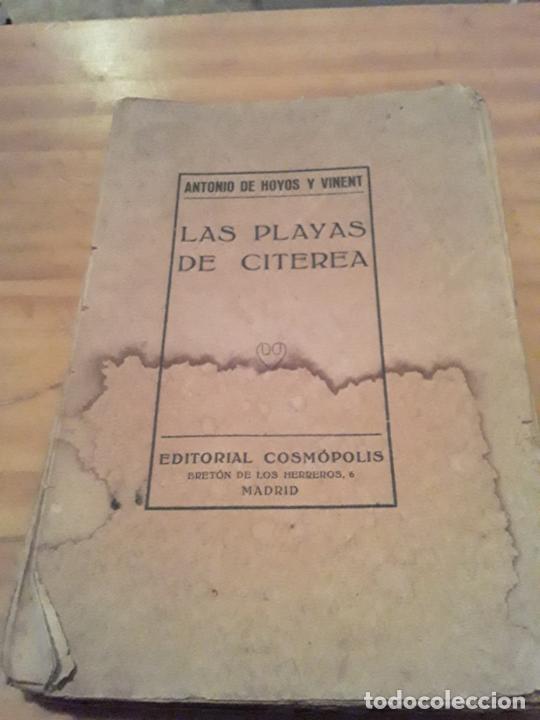 ANTONIO DE HOYOS Y VINENT
LAS PLAYAS
DE CITEREA
EDITORIAL COSMÓPOLIS
BRETÓN DE LOS HERREROS, 6
MADRID
todocoleccion